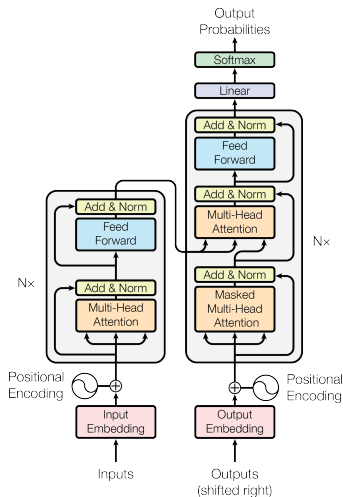 Output
Probabilities
Softmax
Linear
Add & Norm
Feed
Forward
Add & Norm
Multi-Head
Attention
Add & Norm
Masked
Multi-Head
Attention
N×
Add & Norm
Feed
Forward
Add & Norm
Multi-Head
Attention
N×
Positional
Encoding
Positional
Encoding
Input
Embedding
Output
Embedding
Inputs
Outputs
(shifted right)